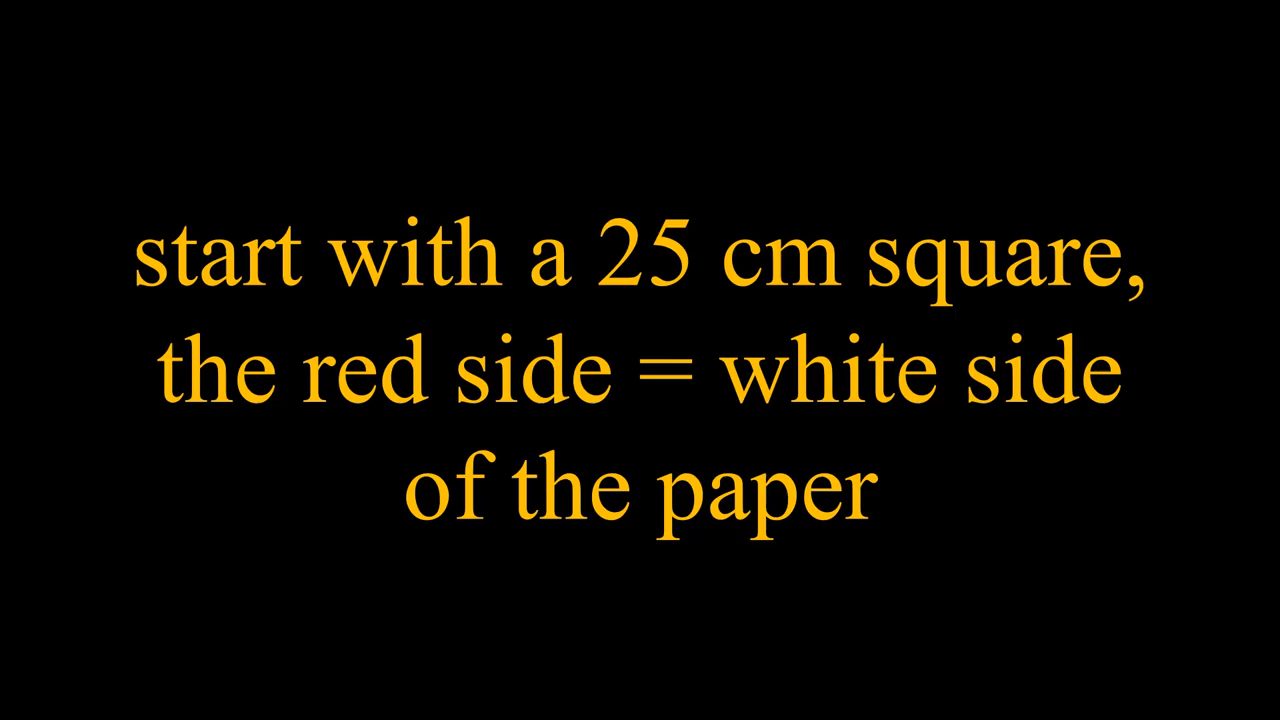 start with a 25 cm square,
the red side = white side
of the paper